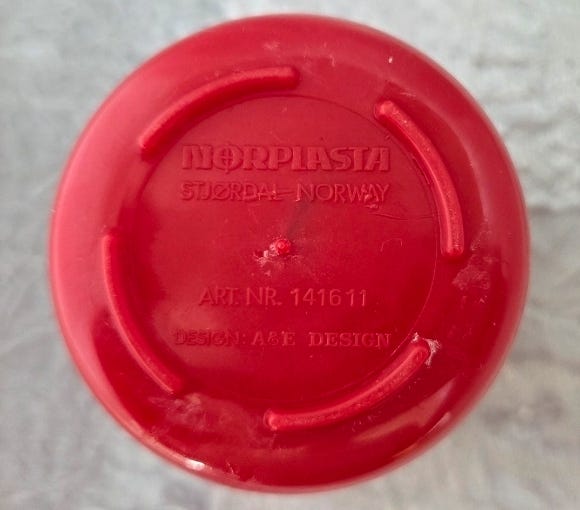 NORPLASTA
STJØRDAL - NORWAY
ART. NR. 141611
DESIGN: A&E DESIGN